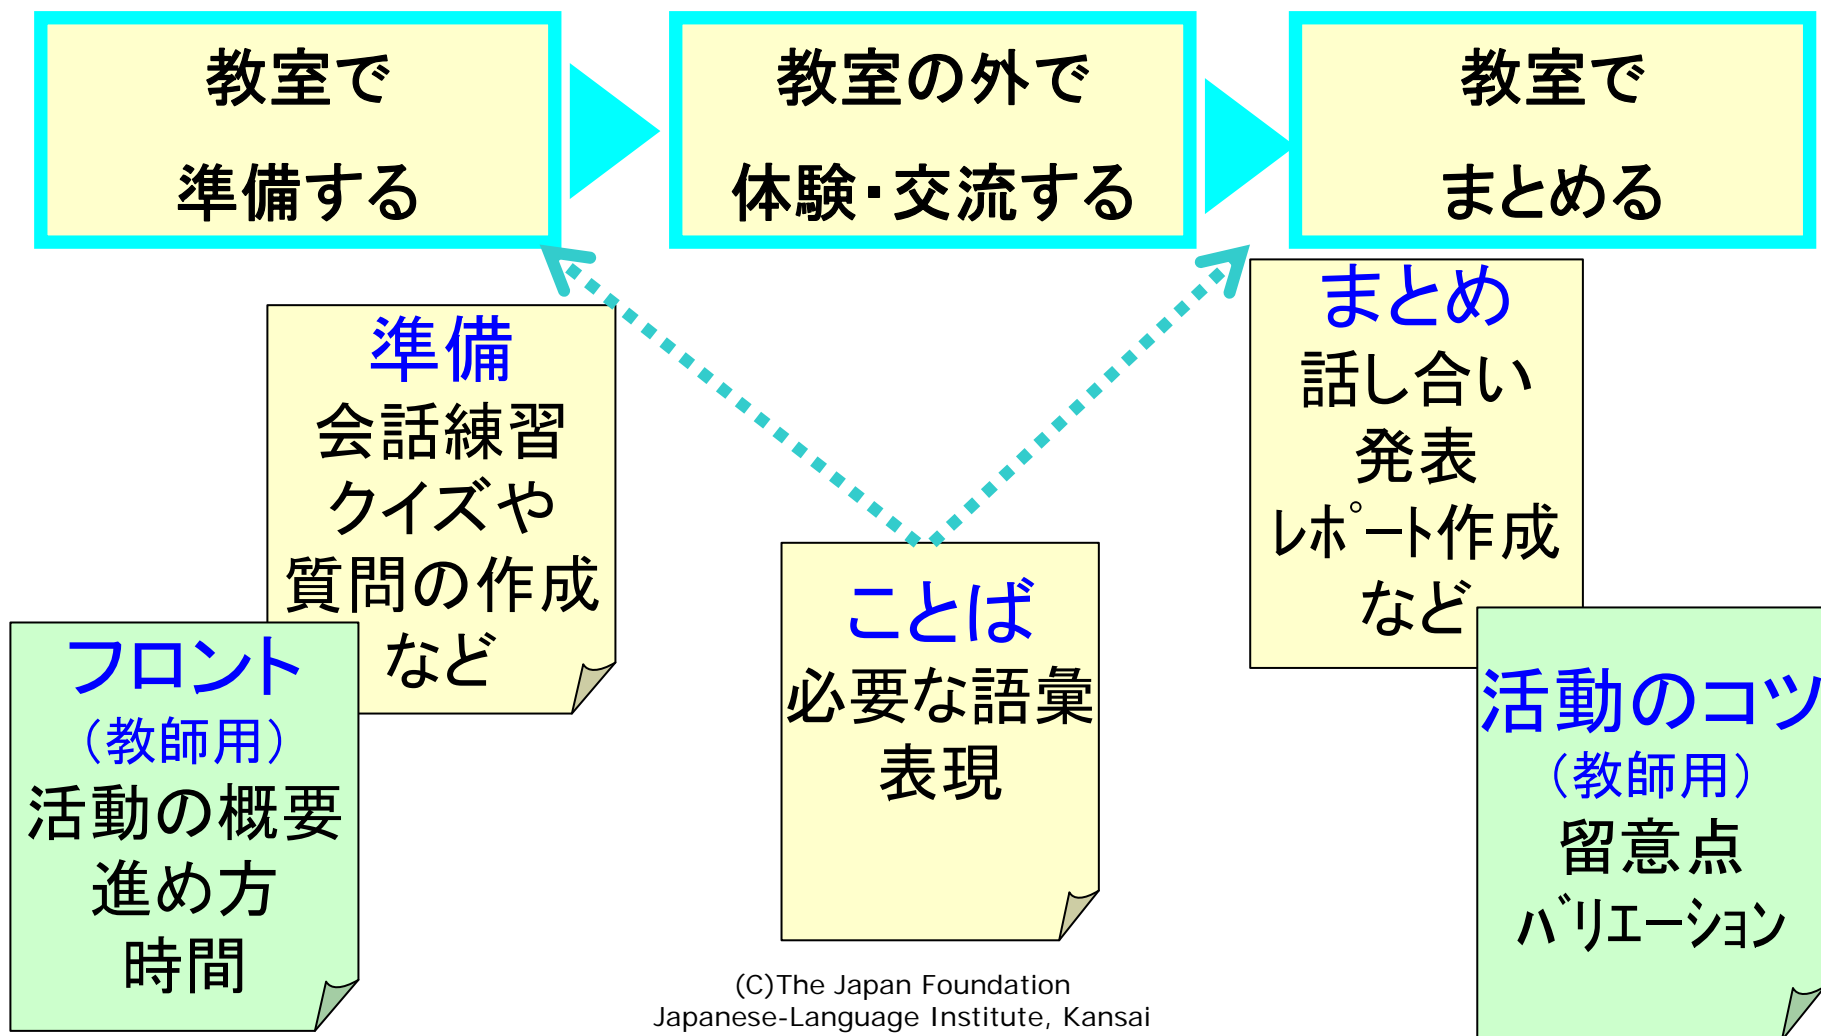 教室で
準備する
教室の外で
体験・交流する
教室で
まとめる
準備
会話練習
クイズや
質問の作成
など
フロント
（教師用）
活動の概要
進め方
時間
ことば
必要な語彙
表現
まとめ
話し合い
発表
ﾚﾎﾟｰﾄ作成
など
活動のコツ
（教師用）
留意点
ﾊﾞﾘｴｰｼｮﾝ
(C)The Japan Foundation
Japanese-Language Institute, Kansai